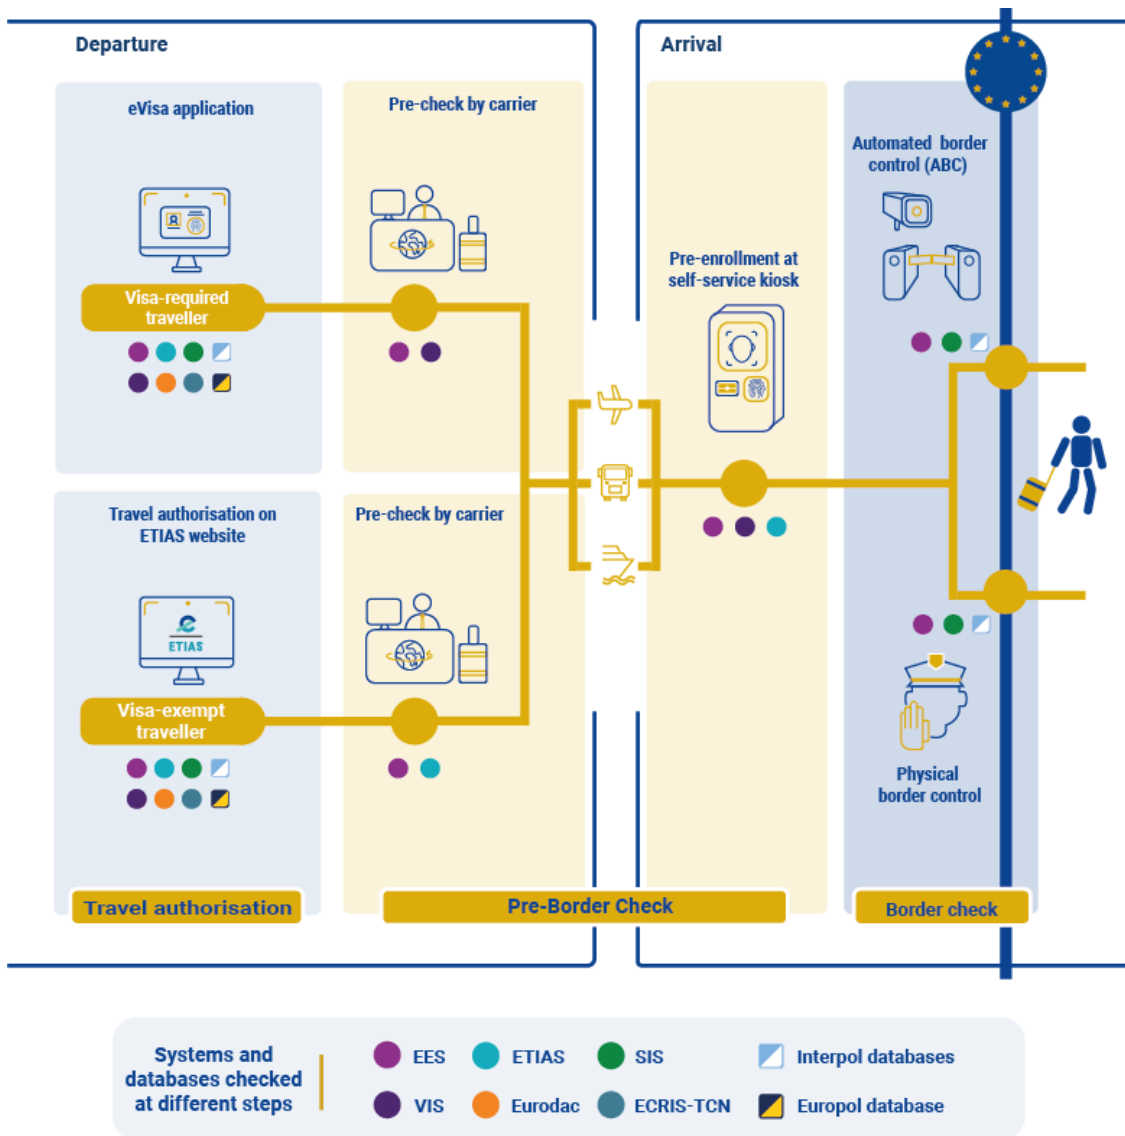 Departure
Arrival
eVisa application
Pre-check by carrier
Automated border
control (ABC)
Pre-enrollment at
self-service kiosk
Visa-required
traveller
Travel authorisation on
ETIAS website
Pre-check by carrier
ETIAS
Visa-exempt
traveller
Physical
border control
Travel authorisation
Pre-Border Check
Border check
Systems and
databases checked
at different steps
EES
ETIAS
SIS
Interpol databases
VIS
Eurodac
ECRIS-TCN
Europol database